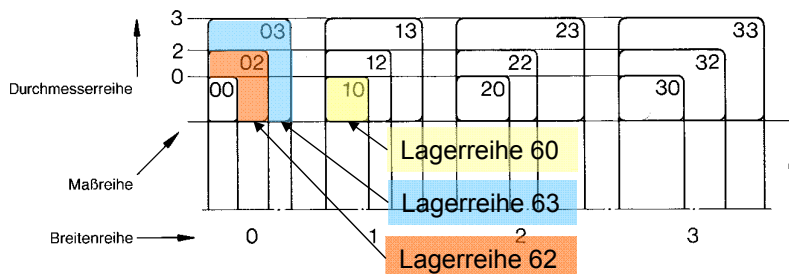 3 03 13 23 33
2 02 12 22 32
0 00 10 20 30
Durchmesserreihe
Lagerreihe 60
Maßreihe
Lagerreihe 63
Breitenreihe 0 1 2 3
Lagerreihe 62